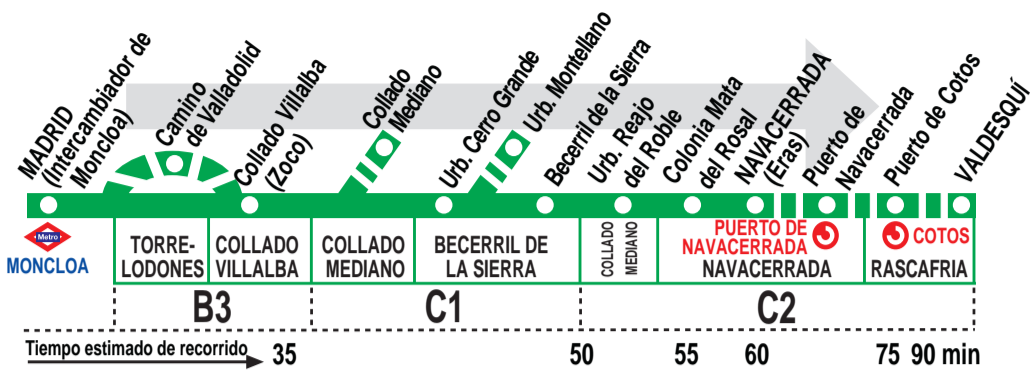 MADRID
(Intercambiador de
Moncloa)
Camino
de Valladolid
Collado Villalba
(Zoco)
Collado
Mediano
Urb. Cerro Grande
Urb. Montellano
Becerril de la Sierra
Urb. Reajo
del Roble
Colonia Mata
del Rosal
NAVACERRADA
(Eras)
Puerto de
Navacerrada
Puerto de Cotos
VALDESQUÍ
Metro
MONCLOA
TORRE-
LODONES
COLLADO
VILLALBA
COLLADO
MEDIANO
BECERRIL DE
LA SIERRA
COLLADO
MEDIANO
PUERTO DE
NAVACERRADA
NAVACERRADA
COTOS
RASCAFRIA
B3
C1
C2
Tiempo estimado de recorrido 35 50 55 60 75 90 min